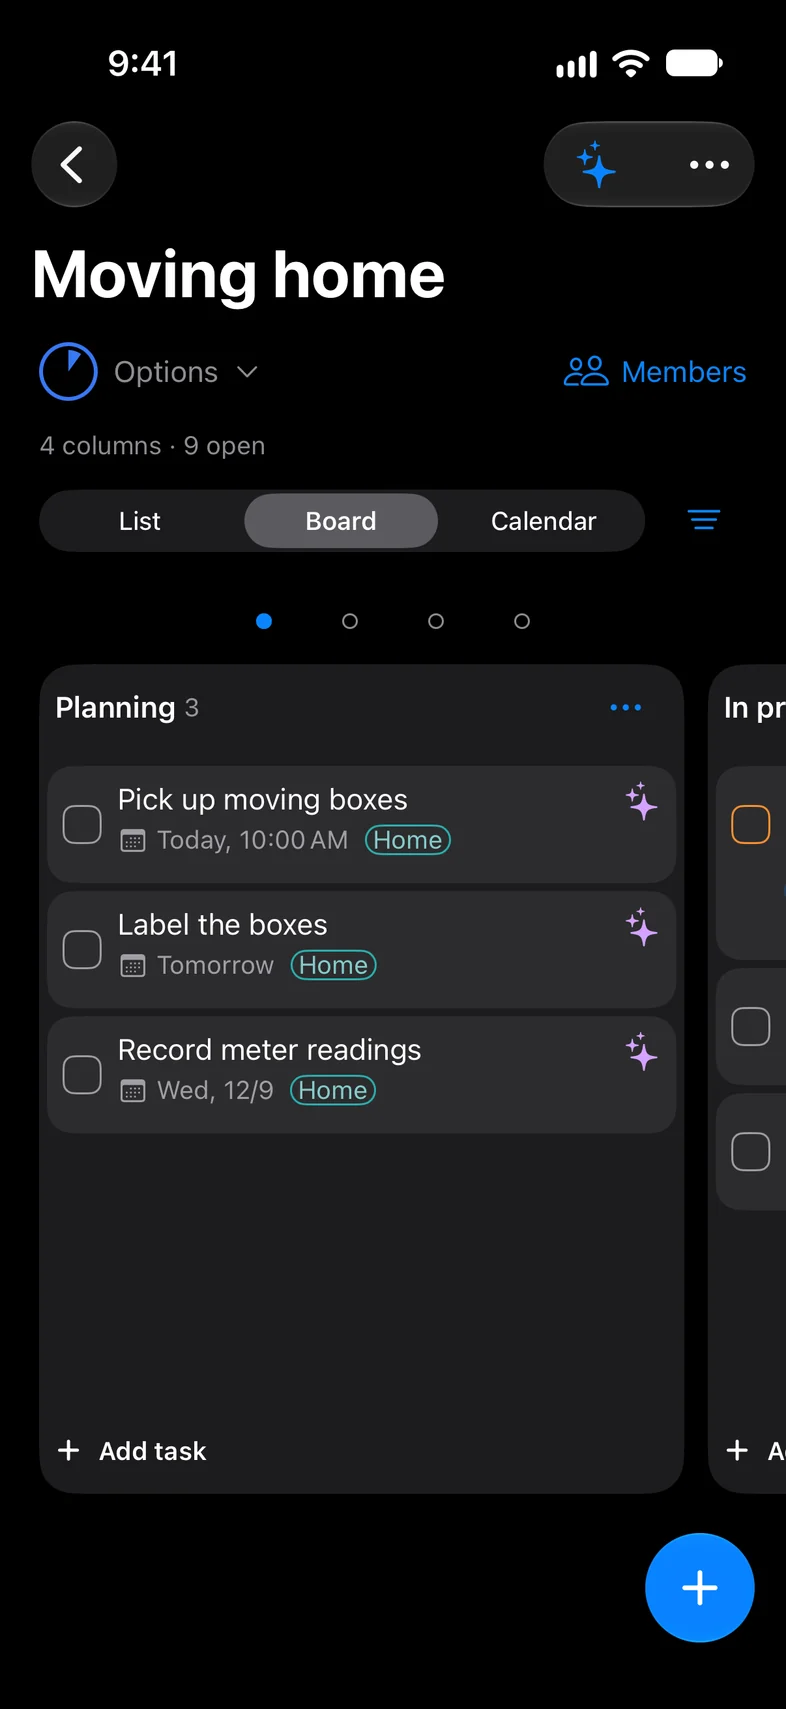 9:41
Moving home
Options
Members
4 columns · 9 open
List
Board
Calendar
Planning 3
Pick up moving boxes
Today, 10:00 AM Home
Label the boxes
Tomorrow Home
Record meter readings
Wed, 12/9 Home
+ Add task
In pr
+ A